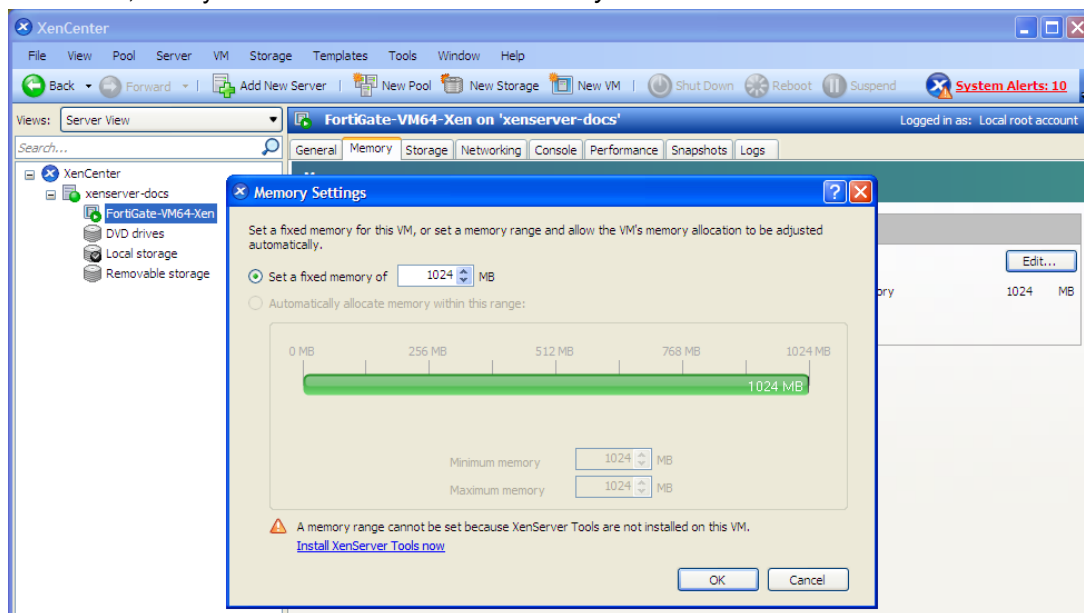 XenCenter
File View Pool Server VM Storage Templates Tools Window Help
Back Forward Add New Server New Pool New Storage New VM Shut Down Reboot Suspend System Alerts: 10
Views: Server View
FortiGate-VM64-Xen on 'xenserver-docs' Logged in as: Local root account
Search...
General Memory Storage Networking Console Performance Snapshots Logs
XenCenter
xenserver-docs
FortiGate-VM64-Xen
DVD drives
Local storage
Removable storage
Edit...
1024 MB
Memory Settings
Set a fixed memory for this VM, or set a memory range and allow the VM's memory allocation to be adjusted
automatically.
Set a fixed memory of 1024 MB
Automatically allocate memory within this range:
0 MB 256 MB 512 MB 768 MB 1024 MB
1024 MB
Minimum memory 1024 MB
Maximum memory 1024 MB
A memory range cannot be set because XenServer Tools are not installed on this VM.
Install XenServer Tools now
OK Cancel